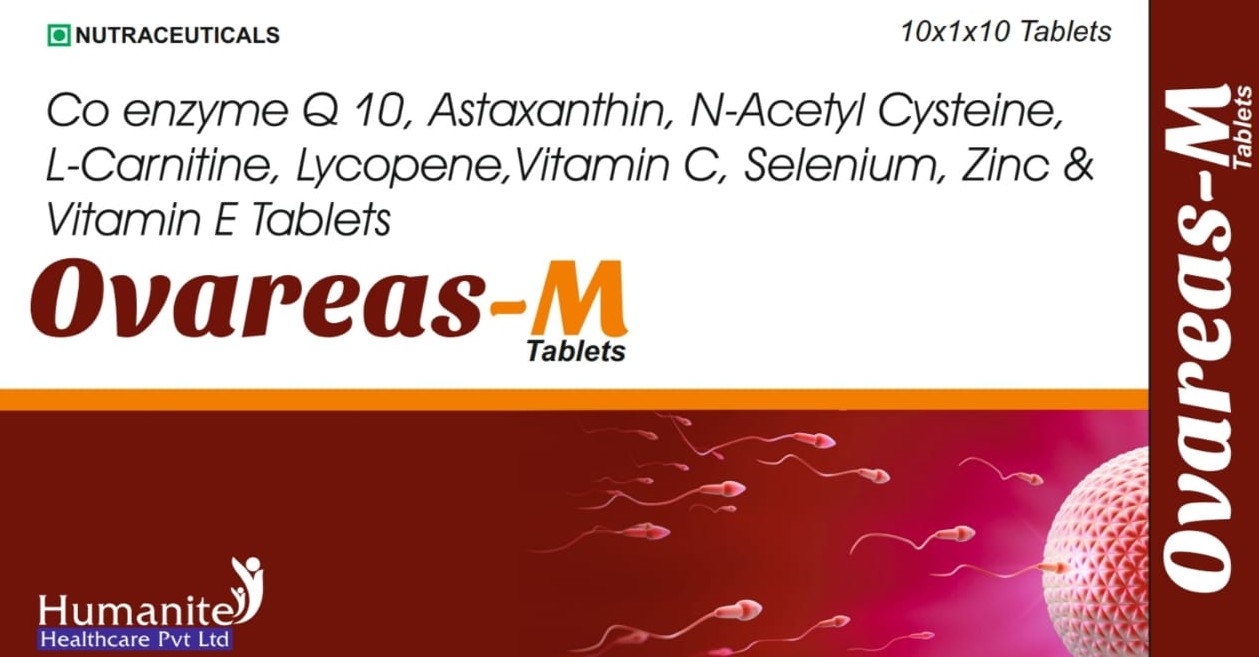 NUTRACEUTICALS
10x1x10 Tablets
Co enzyme Q 10, Astaxanthin, N-Acetyl Cysteine,
L-Carnitine, Lycopene,Vitamin C, Selenium, Zinc &
Vitamin E Tablets
Ovareas-M
Tablets
Humanite
Healthcare Pvt Ltd
Ovareas-M
Tablets